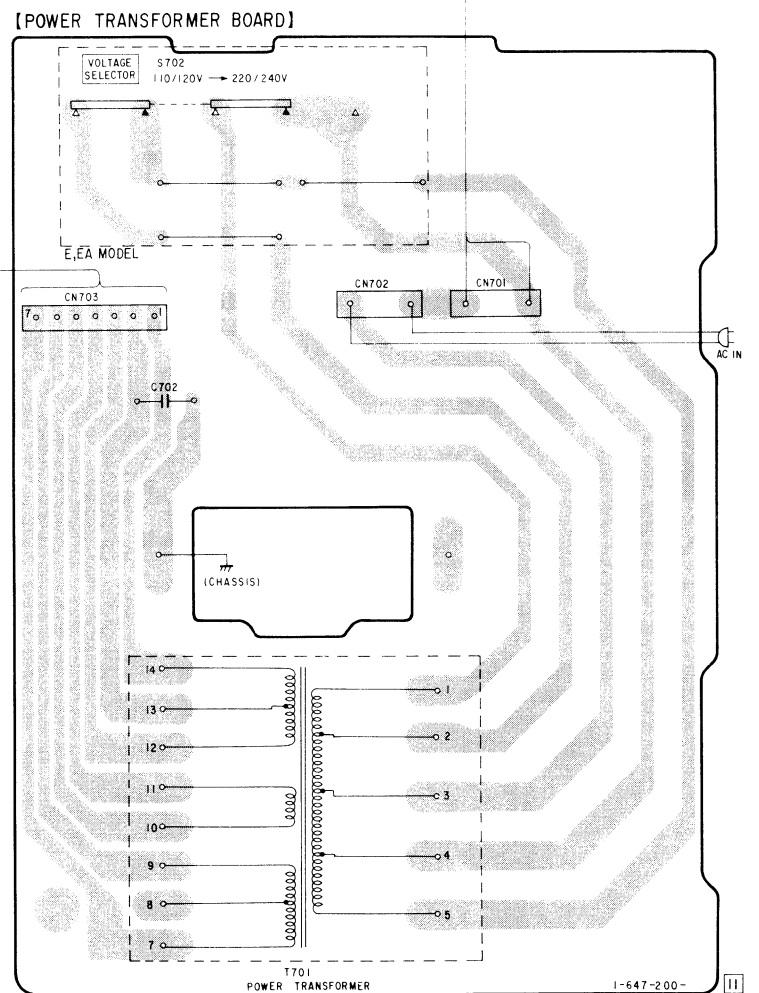 [POWER TRANSFORMER BOARD]
VOLTAGE SELECTOR
S702
110/120V → 220/240V
E,EA MODEL
CN703
7
1
CN702
CN701
AC IN
C702
(CHASSIS)
14
13
12
11
10
9
8
7
1
2
3
4
5
T701
POWER TRANSFORMER
1-647-200-
11